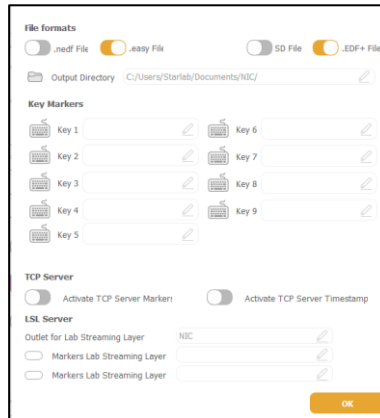 File formats
.nedf File .easy File SD File .EDF+ File
Output Directory C:/Users/Starlab/Documents/NIC/
Key Markers
Key 1 Key 6
Key 2 Key 7
Key 3 Key 8
Key 4 Key 9
Key 5
TCP Server
Activate TCP Server Markers Activate TCP Server Timestamp
LSL Server
Outlet for Lab Streaming Layer NIC
Markers Lab Streaming Layer
Markers Lab Streaming Layer
OK